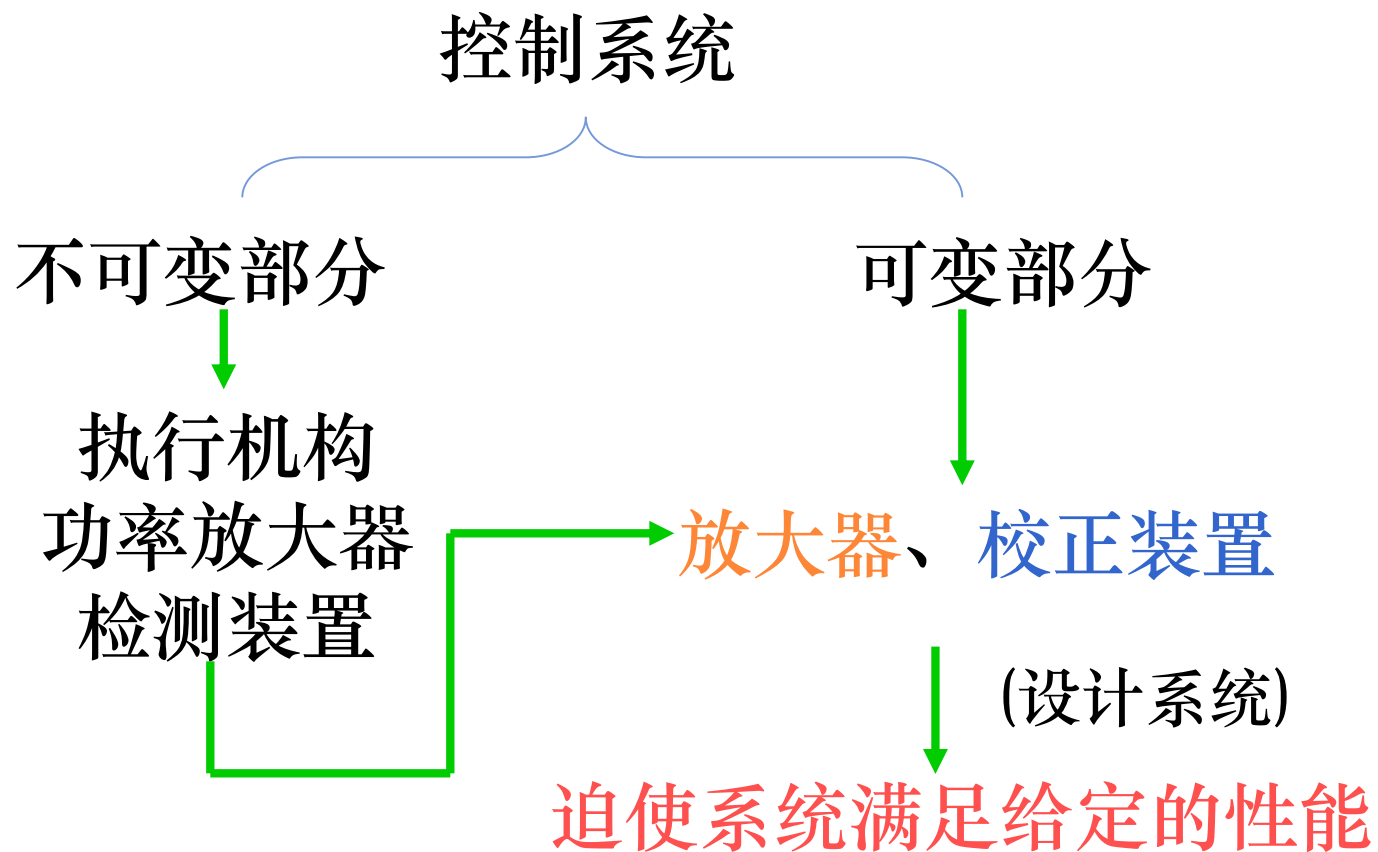 控制系统
不可变部分
可变部分
执行机构
功率放大器
检测装置
放大器、校正装置
(设计系统)
迫使系统满足给定的性能